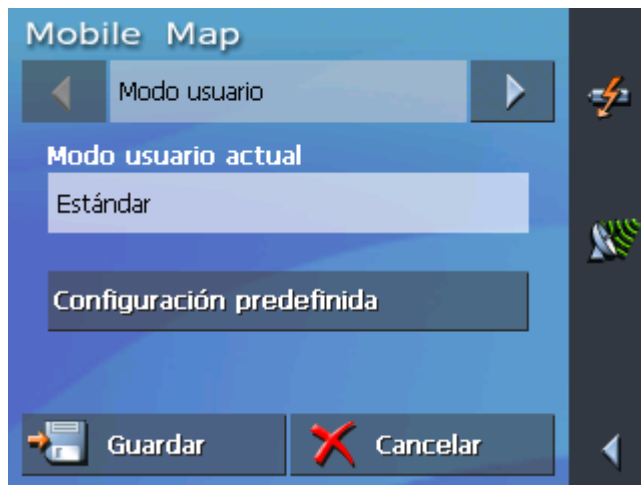 Mobile Map
Modo usuario
Modo usuario actual
Estándar
Configuración predefinida
Guardar
Cancelar